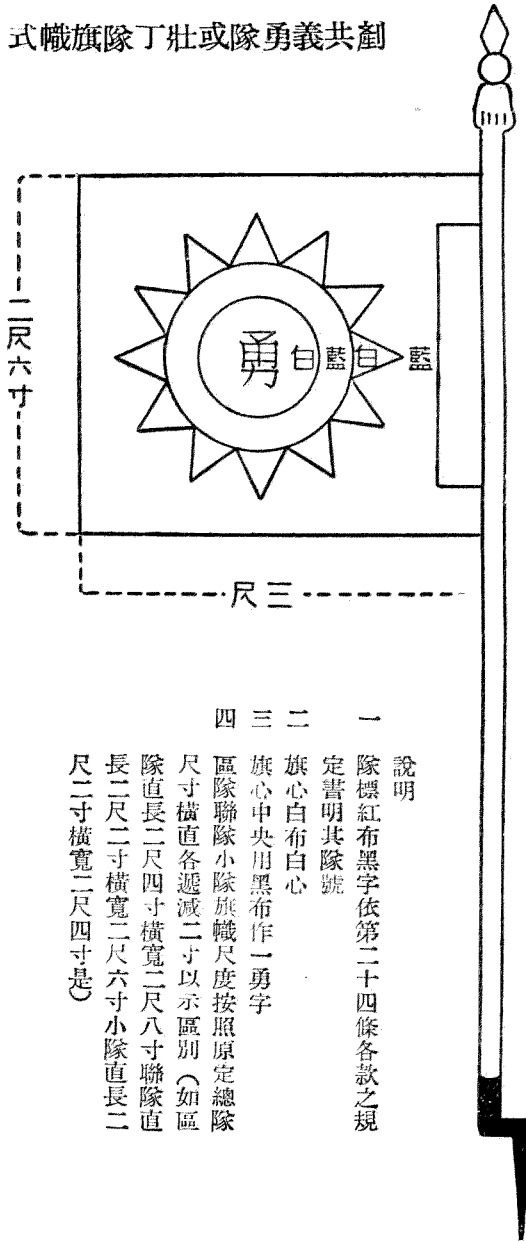 剷共義勇隊或壯丁隊旗幟式
二尺六寸
勇
白藍白藍
三尺
說明
一 隊標紅布黑字依第二十四條各款之規
定書明其隊號
二 旗心白布白心
三 旗心中央用黑布作一勇字
四 區隊聯隊小隊旗幟尺度按照原定總隊
尺寸橫直各遞減二寸以示區別（如區
隊直長二尺四寸橫寬二尺八寸聯隊直
長二尺二寸橫寬二尺六寸小隊直長二
尺二寸橫寬二尺四寸是）